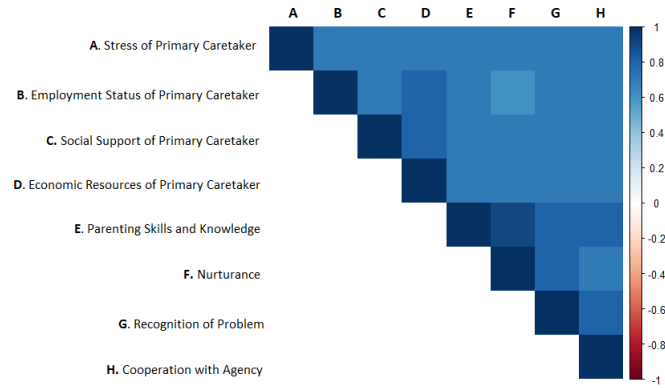 A B C D E F G H
A. Stress of Primary Caretaker
B. Employment Status of Primary Caretaker
C. Social Support of Primary Caretaker
D. Economic Resources of Primary Caretaker
E. Parenting Skills and Knowledge
F. Nurturance
G. Recognition of Problem
H. Cooperation with Agency
1
0.8
0.6
0.4
0.2
0
-0.2
-0.4
-0.6
-0.8
-1